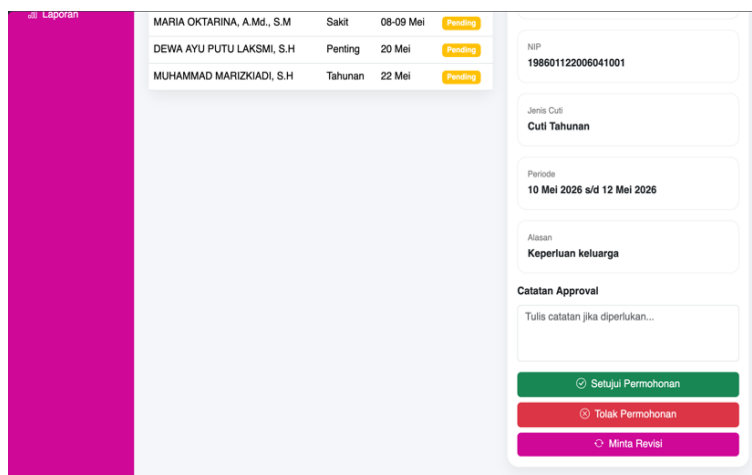 Laporan
MARIA OKTARINA, A.Md., S.M Sakit 08-09 Mei Pending
DEWA AYU PUTU LAKSMI, S.H Penting 20 Mei Pending
MUHAMMAD MARIZKIADI, S.H Tahunan 22 Mei Pending
NIP
198601122006041001
Jenis Cuti
Cuti Tahunan
Periode
10 Mei 2026 s/d 12 Mei 2026
Alasan
Keperluan keluarga
Catatan Approval
Tulis catatan jika diperlukan...
Setujui Permohonan
Tolak Permohonan
Minta Revisi